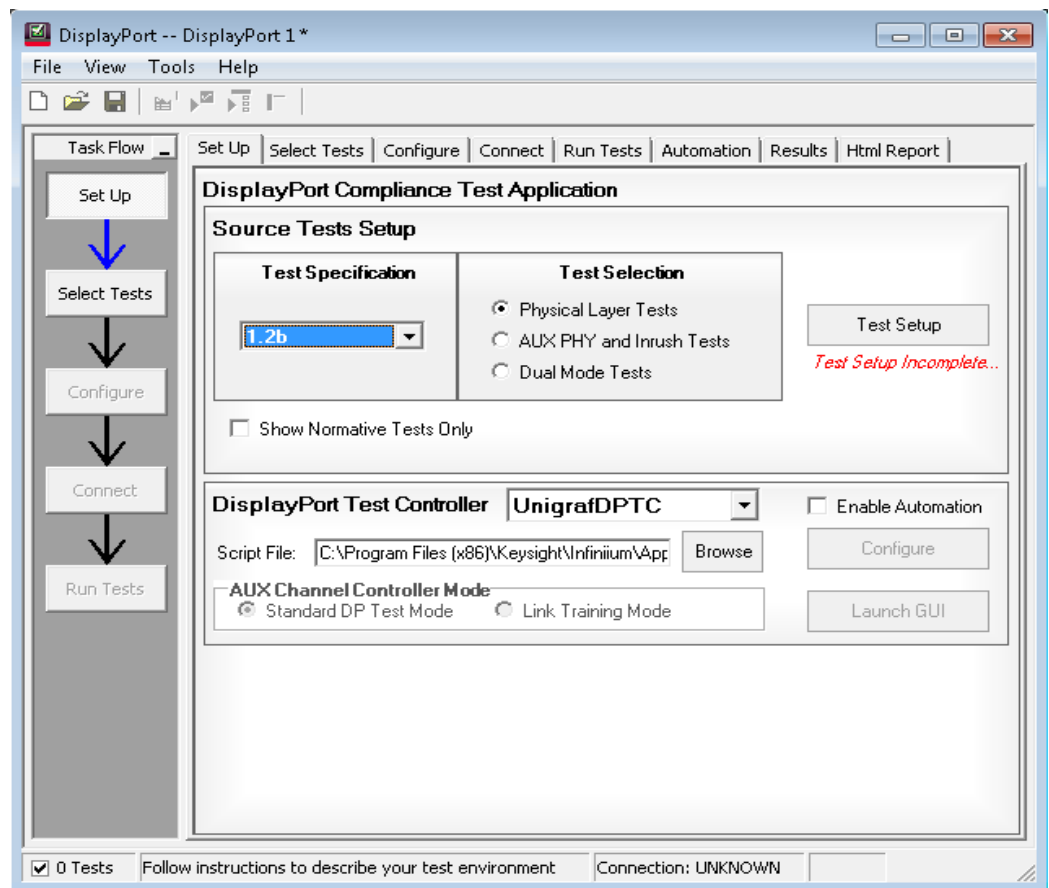 DisplayPort -- DisplayPort 1 *
File View Tools Help
Task Flow
Set Up Select Tests Configure Connect Run Tests Automation Results Html Report
Set Up
Select Tests
Configure
Connect
Run Tests
DisplayPort Compliance Test Application
Source Tests Setup
Test Specification
1.2b
Test Selection
Physical Layer Tests
AUX PHY and Inrush Tests
Dual Mode Tests
Test Setup
Test Setup Incomplete...
Show Normative Tests Only
DisplayPort Test Controller UnigrafDPTC Enable Automation
Script File: C:\Program Files (x86)\Keysight\Infiniium\App Browse Configure
AUX Channel Controller Mode
Standard DP Test Mode Link Training Mode Launch GUI
0 Tests Follow instructions to describe your test environment Connection: UNKNOWN